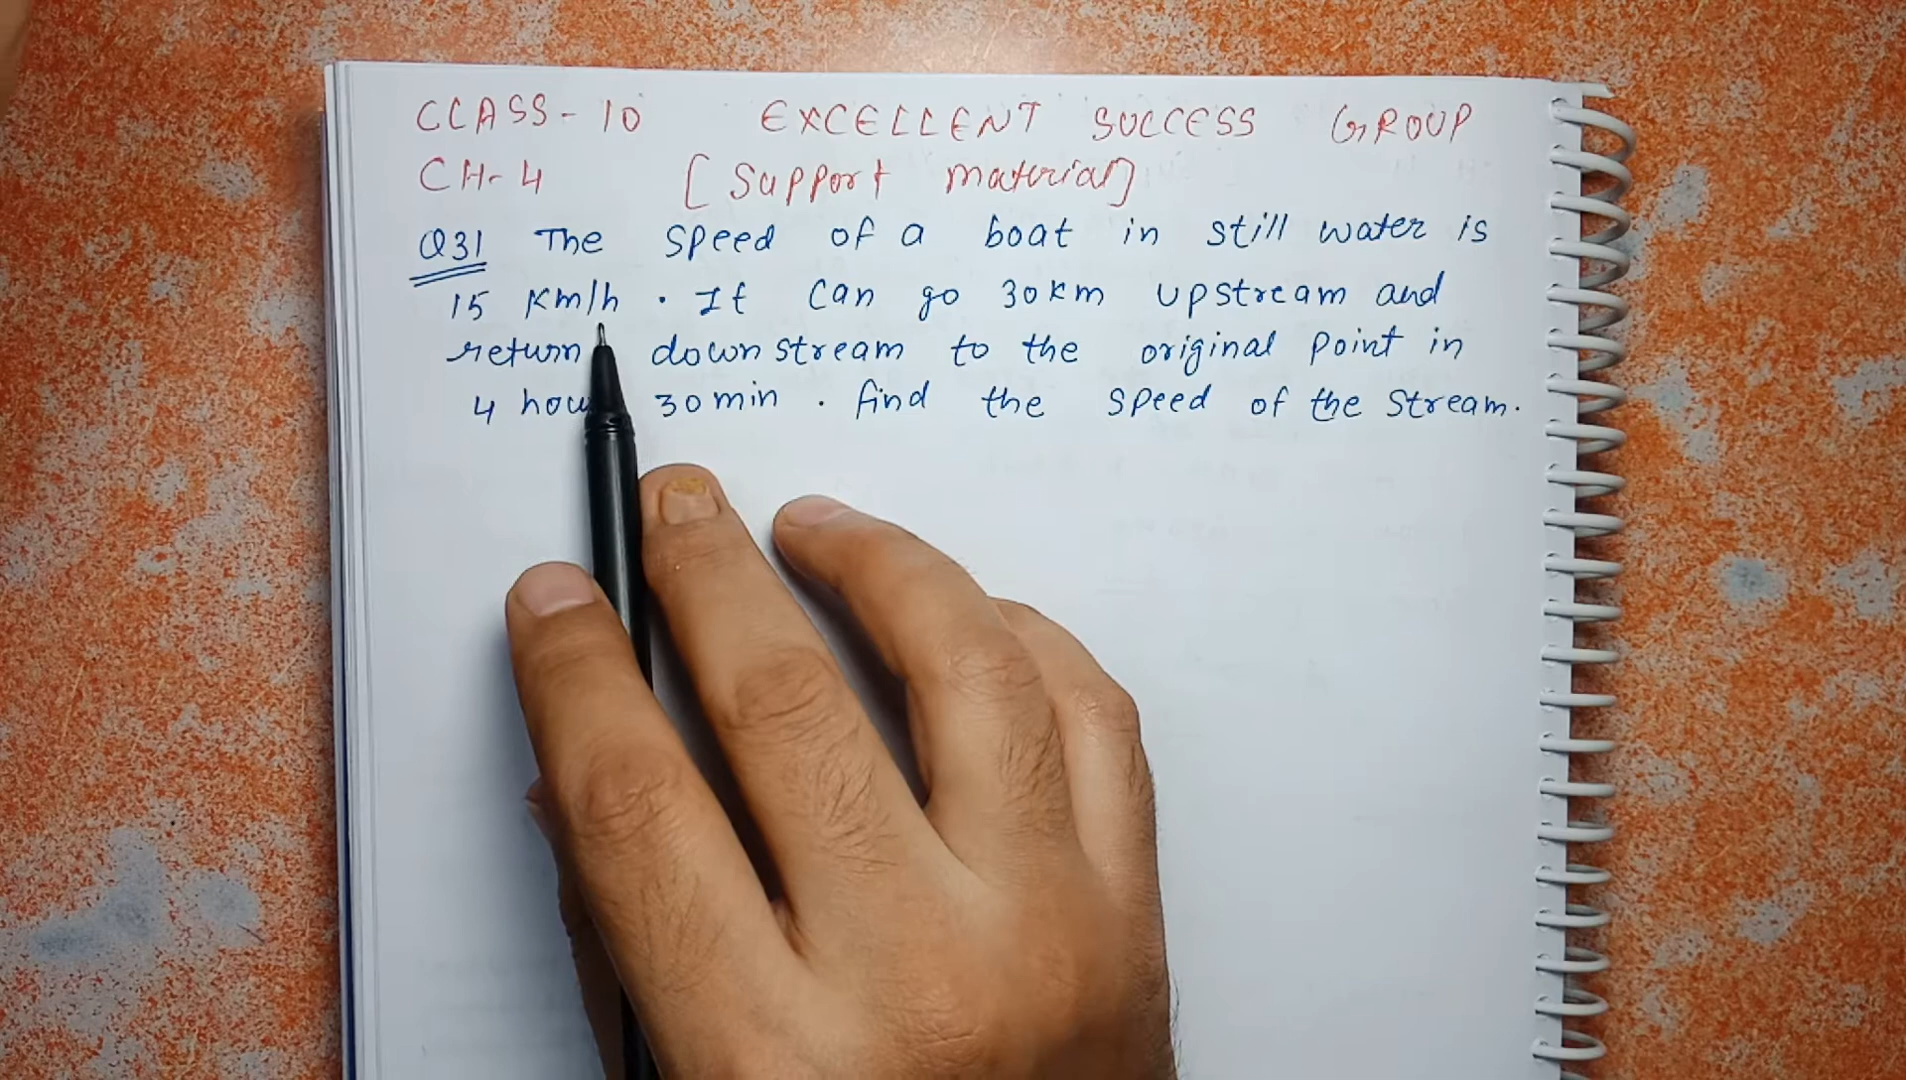 CLASS-10 EXCELLENT SUCCESS GROUP
CH-4 [Support material]
Q31 The speed of a boat in still water is
15 Km/h . It can go 30km upstream and
return downstream to the original point in
4 hou 30min . find the speed of the stream.